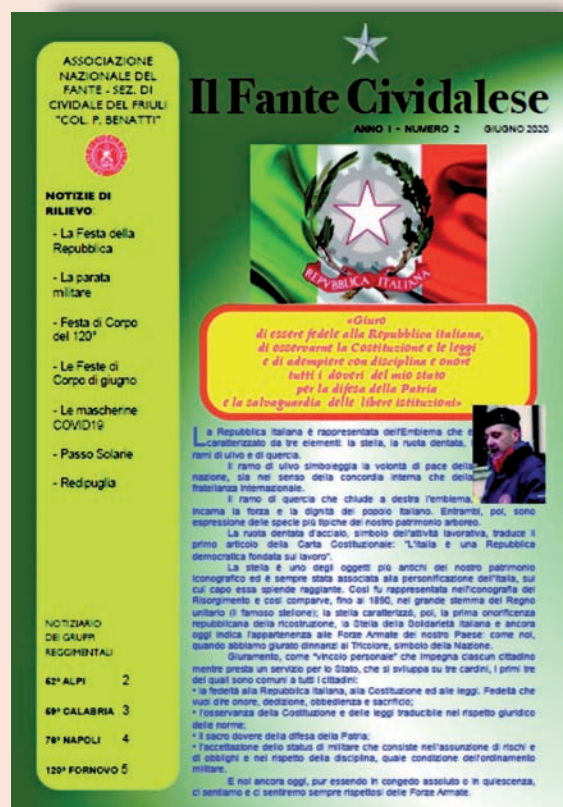 ASSOCIAZIONE
NAZIONALE DEL
FANTE - SEZ. DI
CIVIDALE DEL FRIULI
"COL. P. BENATTI"
NOTIZIE DI
RILIEVO:
- La Festa della
Repubblica
- La parata
militare
- Festa di Corpo
del 120°
- Le Feste di
Corpo di giugno
- Le mascherine
COVID19
- Passo Solarie
- Redipuglia
NOTIZIARIO
DEI GRUPPI
REGGIMENTALI
52° ALPI 2
59° CALABRIA 3
76° NAPOLI 4
120° FORNOVO 5
Il Fante Cividalese
ANNO I - NUMERO 2 GIUGNO 2020
REPVBBLICA ITALIANA
«Giuro
di essere fedele alla Repubblica italiana,
di osservarne la Costituzione e le leggi
e di adempiere con disciplina e onore
tutti i doveri del mio stato
per la difesa della Patria
e la salvaguardia delle libere istituzioni»
La Repubblica Italiana è rappresentata dell'Emblema che è
caratterizzato da tre elementi: la stella, la ruota dentata, i
rami di ulivo e di quercia.
Il ramo di ulivo simboleggia la volontà di pace della
nazione, sia nel senso della concordia interna che della
fratellanza internazionale.
Il ramo di quercia che chiude a destra l'emblema,
incarna la forza e la dignità del popolo italiano. Entrambi, poi, sono
espressione delle specie più tipiche del nostro patrimonio arboreo.
La ruota dentata d'acciaio, simbolo dell'attività lavorativa, traduce il
primo articolo della Carta Costituzionale: "L'Italia è una Repubblica
democratica fondata sul lavoro".
La stella è uno degli oggetti più antichi del nostro patrimonio
iconografico ed è sempre stata associata alla personificazione dell'Italia, sul
cui capo essa splende raggiante. Così fu rappresentata nell'iconografia del
Risorgimento e così comparve, fino al 1890, nel grande stemma del Regno
unitario (il famoso stellone); la stella caratterizzò, poi, la prima onorificenza
repubblicana della ricostruzione, la Stella della Solidarietà Italiana e ancora
oggi indica l'appartenenza alle Forze Armate del nostro Paese: come noi,
quando abbiamo giurato dinnanzi al Tricolore, simbolo della Nazione.
Giuramento, come "vincolo personale" che impegna ciascun cittadino
mentre presta un servizio per lo Stato, che si sviluppa su tre cardini, i primi tre
dei quali sono comuni a tutti i cittadini:
• la fedeltà alla Repubblica Italiana, alla Costituzione ed alle leggi. Fedeltà che
vuol dire onore, dedizione, obbedienza e sacrificio;
• l'osservanza della Costituzione e delle leggi traducibile nel rispetto giuridico
delle norme;
• il sacro dovere della difesa della Patria;
• l'accettazione dello status di militare che consiste nell'assunzione di rischi e
di obblighi e nel rispetto della disciplina, quale condizione dell'ordinamento
militare.
E noi ancora oggi, pur essendo in congedo assoluto o in quiescenza,
ci sentiamo e ci sentiremo sempre rispettosi delle Forze Armate.